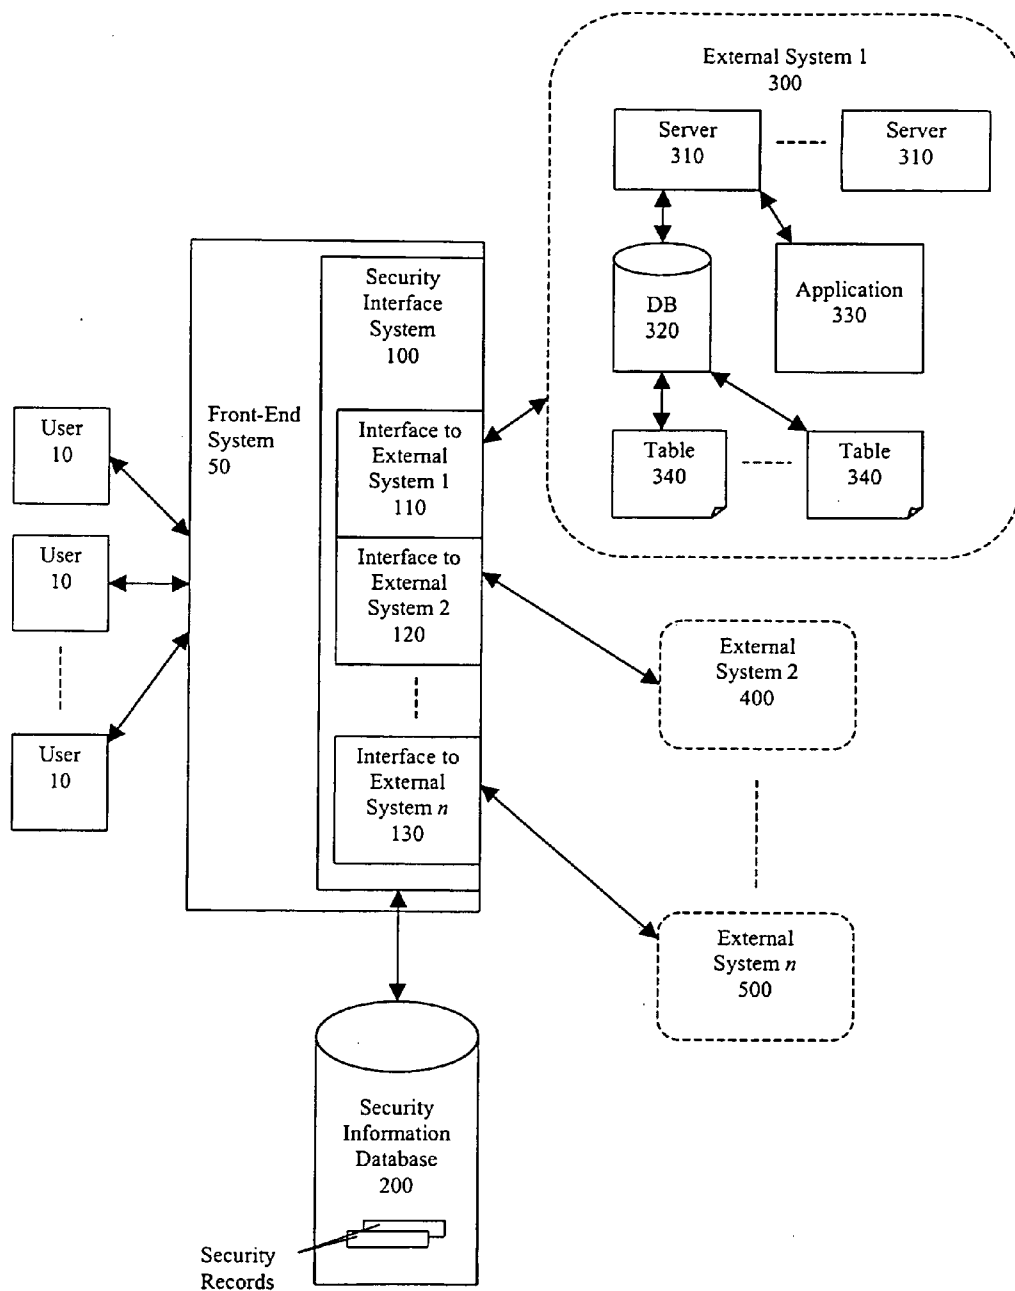 External System 1
300
Server
310
Server
310
DB
320
Application
330
Table
340
Table
340
Security
Interface
System
100
Front-End
System
50
Interface to
External
System 1
110
Interface to
External
System 2
120
Interface to
External
System n
130
User
10
User
10
User
10
External
System 2
400
External
System n
500
Security
Information
Database
200
Security
Records